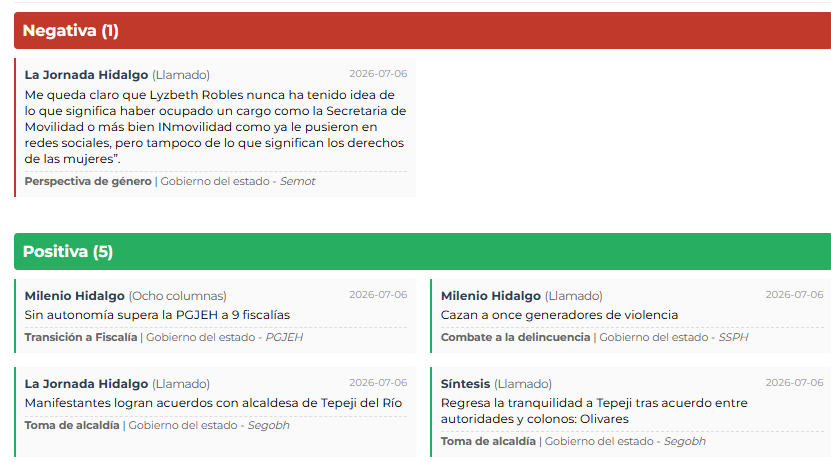 Negativa (1)
La Jornada Hidalgo (Llamado) 2026-07-06
Me queda claro que Lyzbeth Robles nunca ha tenido idea de
lo que significa haber ocupado un cargo como la Secretaria de
Movilidad o más bien INmovilidad como ya le pusieron en
redes sociales, pero tampoco de lo que significan los derechos
de las mujeres”.
Perspectiva de género | Gobierno del estado - Semot
Positiva (5)
Milenio Hidalgo (Ocho columnas) 2026-07-06
Sin autonomía supera la PGJEH a 9 fiscalías
Transición a Fiscalía | Gobierno del estado - PGJEH
Milenio Hidalgo (Llamado) 2026-07-06
Cazan a once generadores de violencia
Combate a la delincuencia | Gobierno del estado - SSPH
La Jornada Hidalgo (Llamado) 2026-07-06
Manifestantes logran acuerdos con alcaldesa de Tepeji del Río
Toma de alcaldía | Gobierno del estado - Segobh
Síntesis (Llamado) 2026-07-06
Regresa la tranquilidad a Tepeji tras acuerdo entre
autoridades y colonos: Olivares
Toma de alcaldía | Gobierno del estado - Segobh